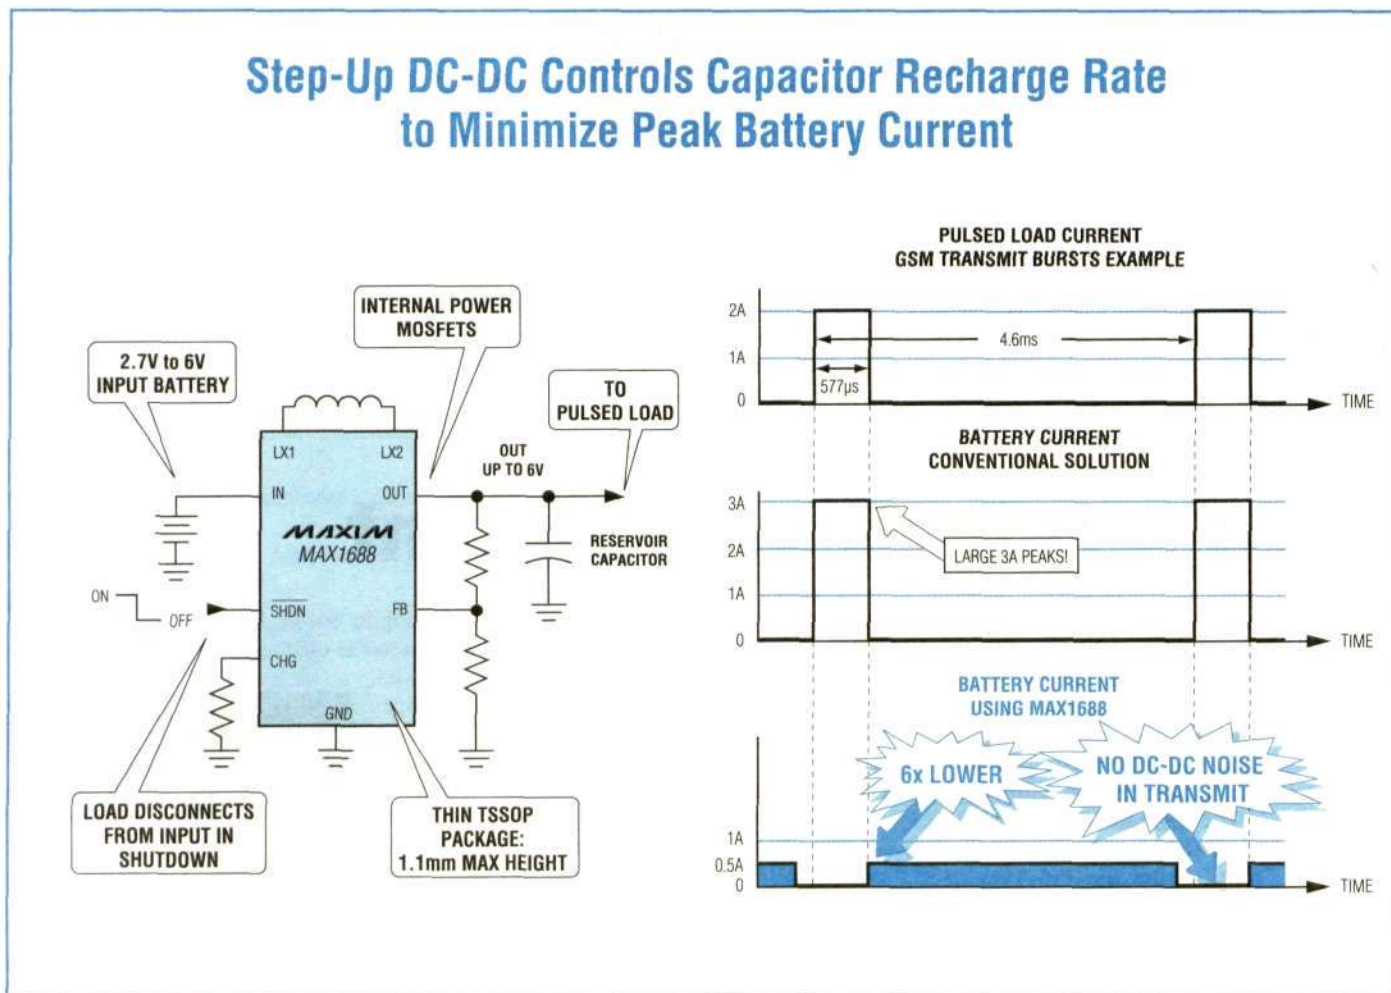 Step-Up DC-DC Controls Capacitor Recharge Rate
to Minimize Peak Battery Current
2.7V to 6V
INPUT BATTERY
INTERNAL POWER
MOSFETS
TO
PULSED LOAD
LX1
LX2
OUT
UP TO 6V
IN
OUT
MAXIM
MAX1688
RESERVOIR
CAPACITOR
ON
OFF
SHDN
FB
CHG
GND
LOAD DISCONNECTS
FROM INPUT IN
SHUTDOWN
THIN TSSOP
PACKAGE:
1.1mm MAX HEIGHT
PULSED LOAD CURRENT
GSM TRANSMIT BURSTS EXAMPLE
2A
4.6ms
1A
577µs
0
TIME
BATTERY CURRENT
CONVENTIONAL SOLUTION
3A
2A
LARGE 3A PEAKS!
1A
0
TIME
BATTERY CURRENT
USING MAX1688
6x LOWER
NO DC-DC NOISE
IN TRANSMIT
1A
0.5A
0
TIME